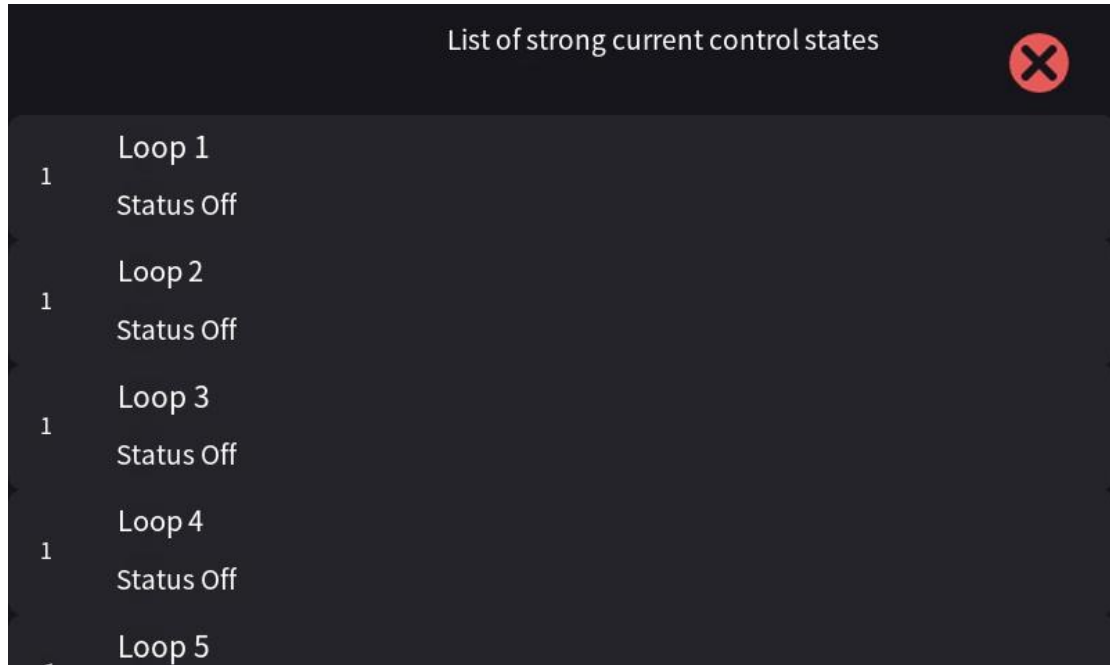 List of strong current control states
Loop 1
1
Status Off
Loop 2
1
Status Off
Loop 3
1
Status Off
Loop 4
1
Status Off
Loop 5